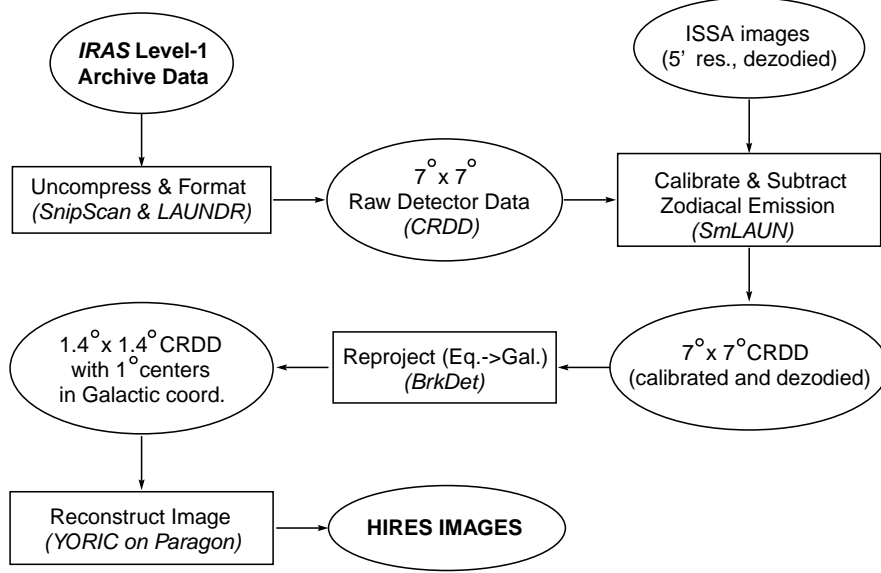 IRAS Level-1
Archive Data
ISSA images
(5' res., dezodied)
Uncompress & Format
(SnipScan & LAUNDR)
7° x 7°
Raw Detector Data
(CRDD)
Calibrate & Subtract
Zodiacal Emission
(SmLAUN)
1.4° x 1.4° CRDD
with 1° centers
in Galactic coord.
Reproject (Eq.->Gal.)
(BrkDet)
7° x 7° CRDD
(calibrated and dezodied)
Reconstruct Image
(YORIC on Paragon)
HIRES IMAGES